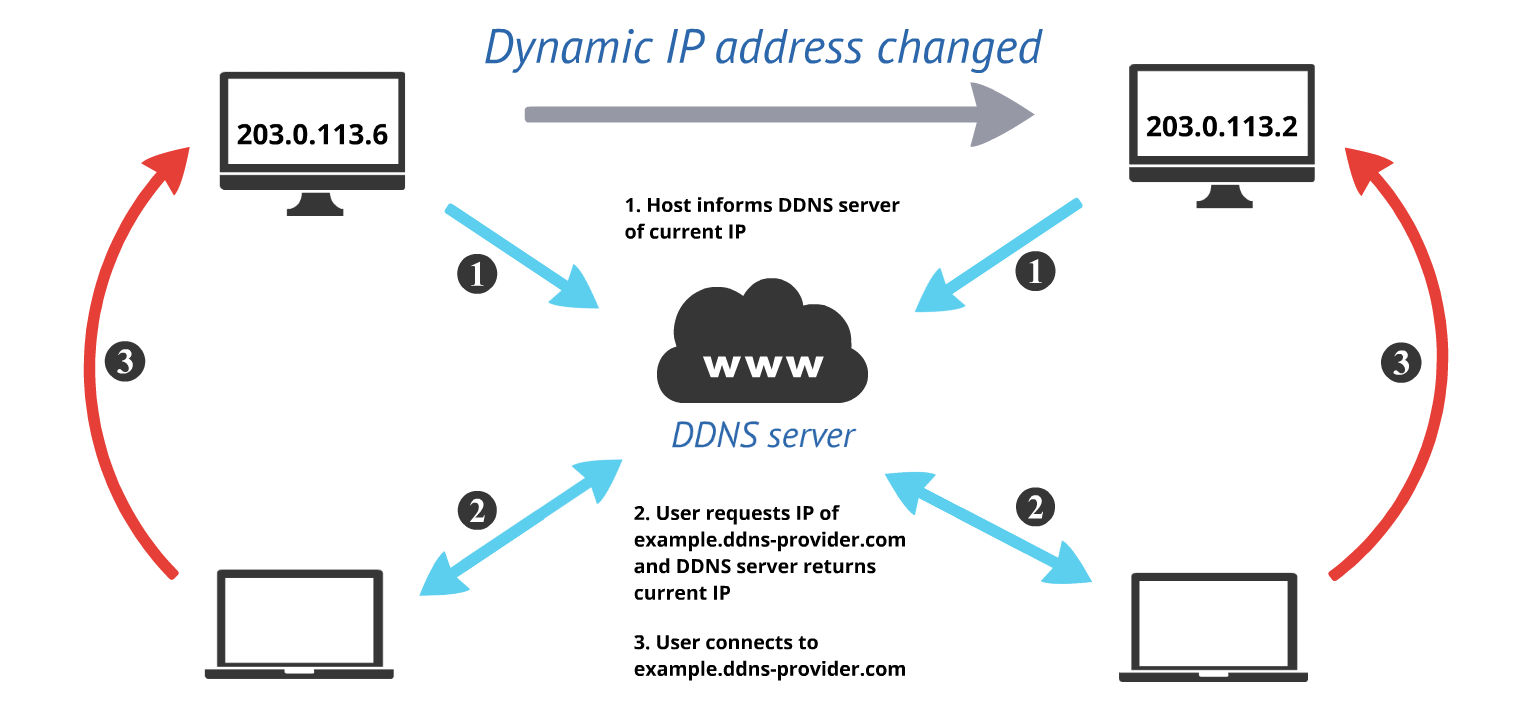 Dynamic IP address changed
203.0.113.6
203.0.113.2
1. Host informs DDNS server
of current IP
1
1
www
3
3
DDNS server
2
2
2. User requests IP of
example.ddns-provider.com
and DDNS server returns
current IP
3. User connects to
example.ddns-provider.com